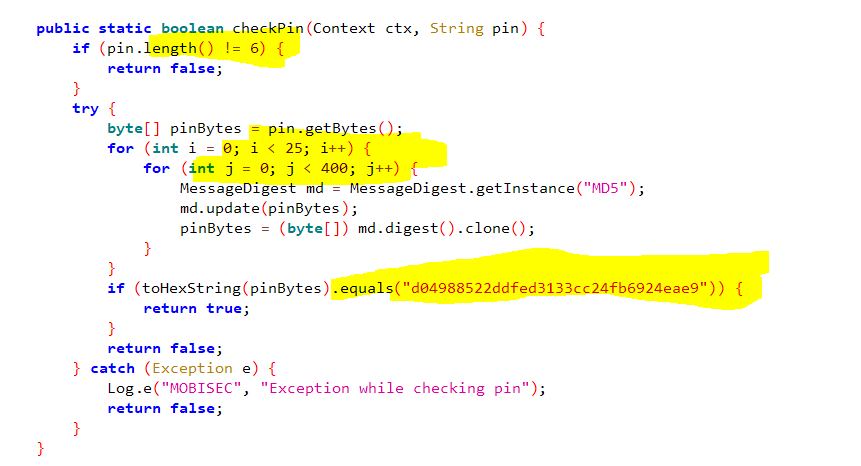 public static boolean checkPin(Context ctx, String pin) {
    if (pin.length() != 6) {
        return false;
    }
    try {
        byte[] pinBytes = pin.getBytes();
        for (int i = 0; i < 25; i++) {
            for (int j = 0; j < 400; j++) {
                MessageDigest md = MessageDigest.getInstance("MD5");
                md.update(pinBytes);
                pinBytes = (byte[]) md.digest().clone();
            }
        }
        if (toHexString(pinBytes).equals("d04988522ddfed3133cc24fb6924eae9")) {
            return true;
        }
        return false;
    } catch (Exception e) {
        Log.e("MOBISEC", "Exception while checking pin");
        return false;
    }
}